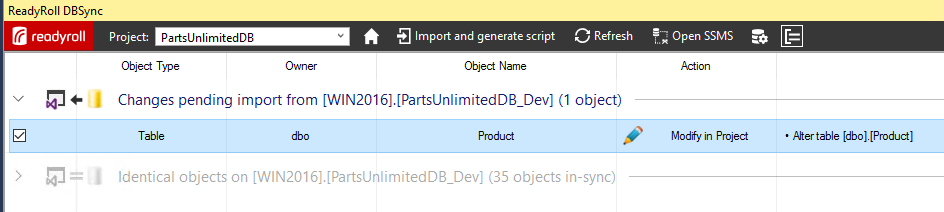 ReadyRoll DBSync
readyroll Project: PartsUnlimitedDB Import and generate script Refresh Open SSMS
Object Type Owner Object Name Action
Changes pending import from [WIN2016].[PartsUnlimitedDB_Dev] (1 object)
Table dbo Product Modify in Project • Alter table [dbo].[Product]
Identical objects on [WIN2016].[PartsUnlimitedDB_Dev] (35 objects in-sync)